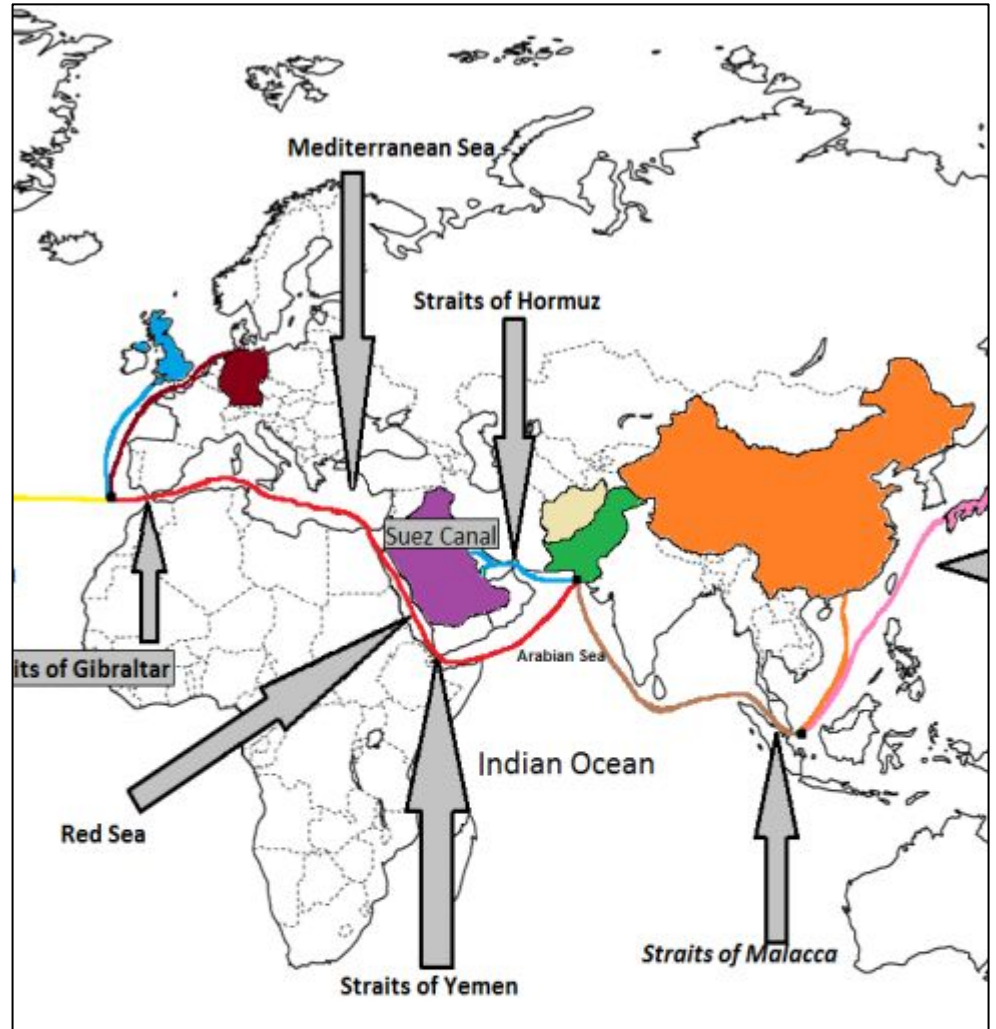 Mediterranean Sea
Straits of Hormuz
Suez Canal
its of Gibraltar
Arabian Sea
Indian Ocean
Red Sea
Straits of Malacca
Straits of Yemen